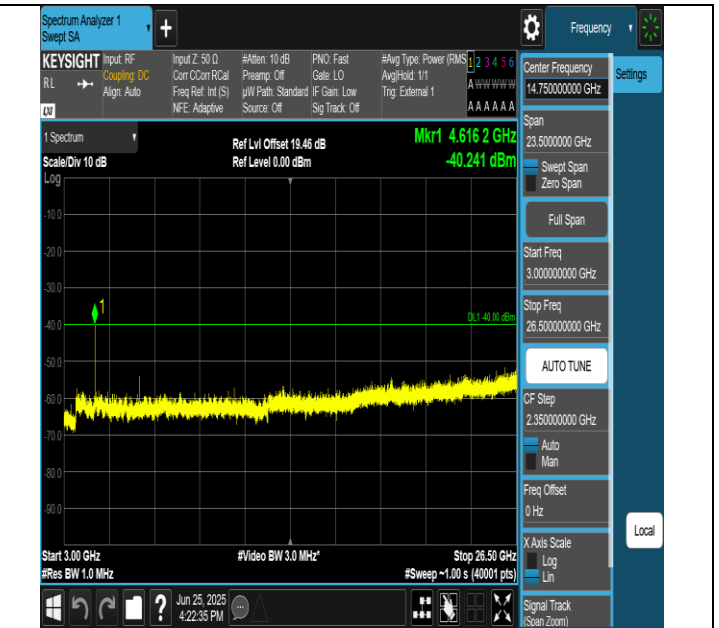 Spectrum Analyzer 1
Swept SA
+
Frequency
KEYSIGHT
RL
LXI
Input: RF
Coupling: DC
Align: Auto
Input Z: 50 Ω
Corr CCorr RCal
Freq Ref: Int (S)
NFE: Adaptive
#Atten: 10 dB
Preamp: Off
µW Path: Standard
Source: Off
PNO: Fast
Gate: LO
IF Gain: Low
Sig Track: Off
#Avg Type: Power (RMS
Avg|Hold: 1/1
Trig: External 1
1 2 3 4 5 6
A W W W W W
A A A A A A
1 Spectrum
Scale/Div 10 dB
Log
Ref Lvl Offset 19.46 dB
Ref Level 0.00 dBm
Mkr1 4.616 2 GHz
-40.241 dBm
-10.0
-20.0
-30.0
1
DL1 -40.00 dBm
-40.0
-50.0
-60.0
-70.0
-80.0
-90.0
Start 3.00 GHz
#Res BW 1.0 MHz
#Video BW 3.0 MHz*
Stop 26.50 GHz
#Sweep ~1.00 s (40001 pts)
?
Jun 25, 2025
4:22:35 PM
Center Frequency
14.750000000 GHz
Span
23.5000000 GHz
Swept Span
Zero Span
Full Span
Start Freq
3.000000000 GHz
Stop Freq
26.500000000 GHz
AUTO TUNE
CF Step
2.350000000 GHz
Auto
Man
Freq Offset
0 Hz
X Axis Scale
Log
Lin
Signal Track
(Span Zoom)
Settings
Local